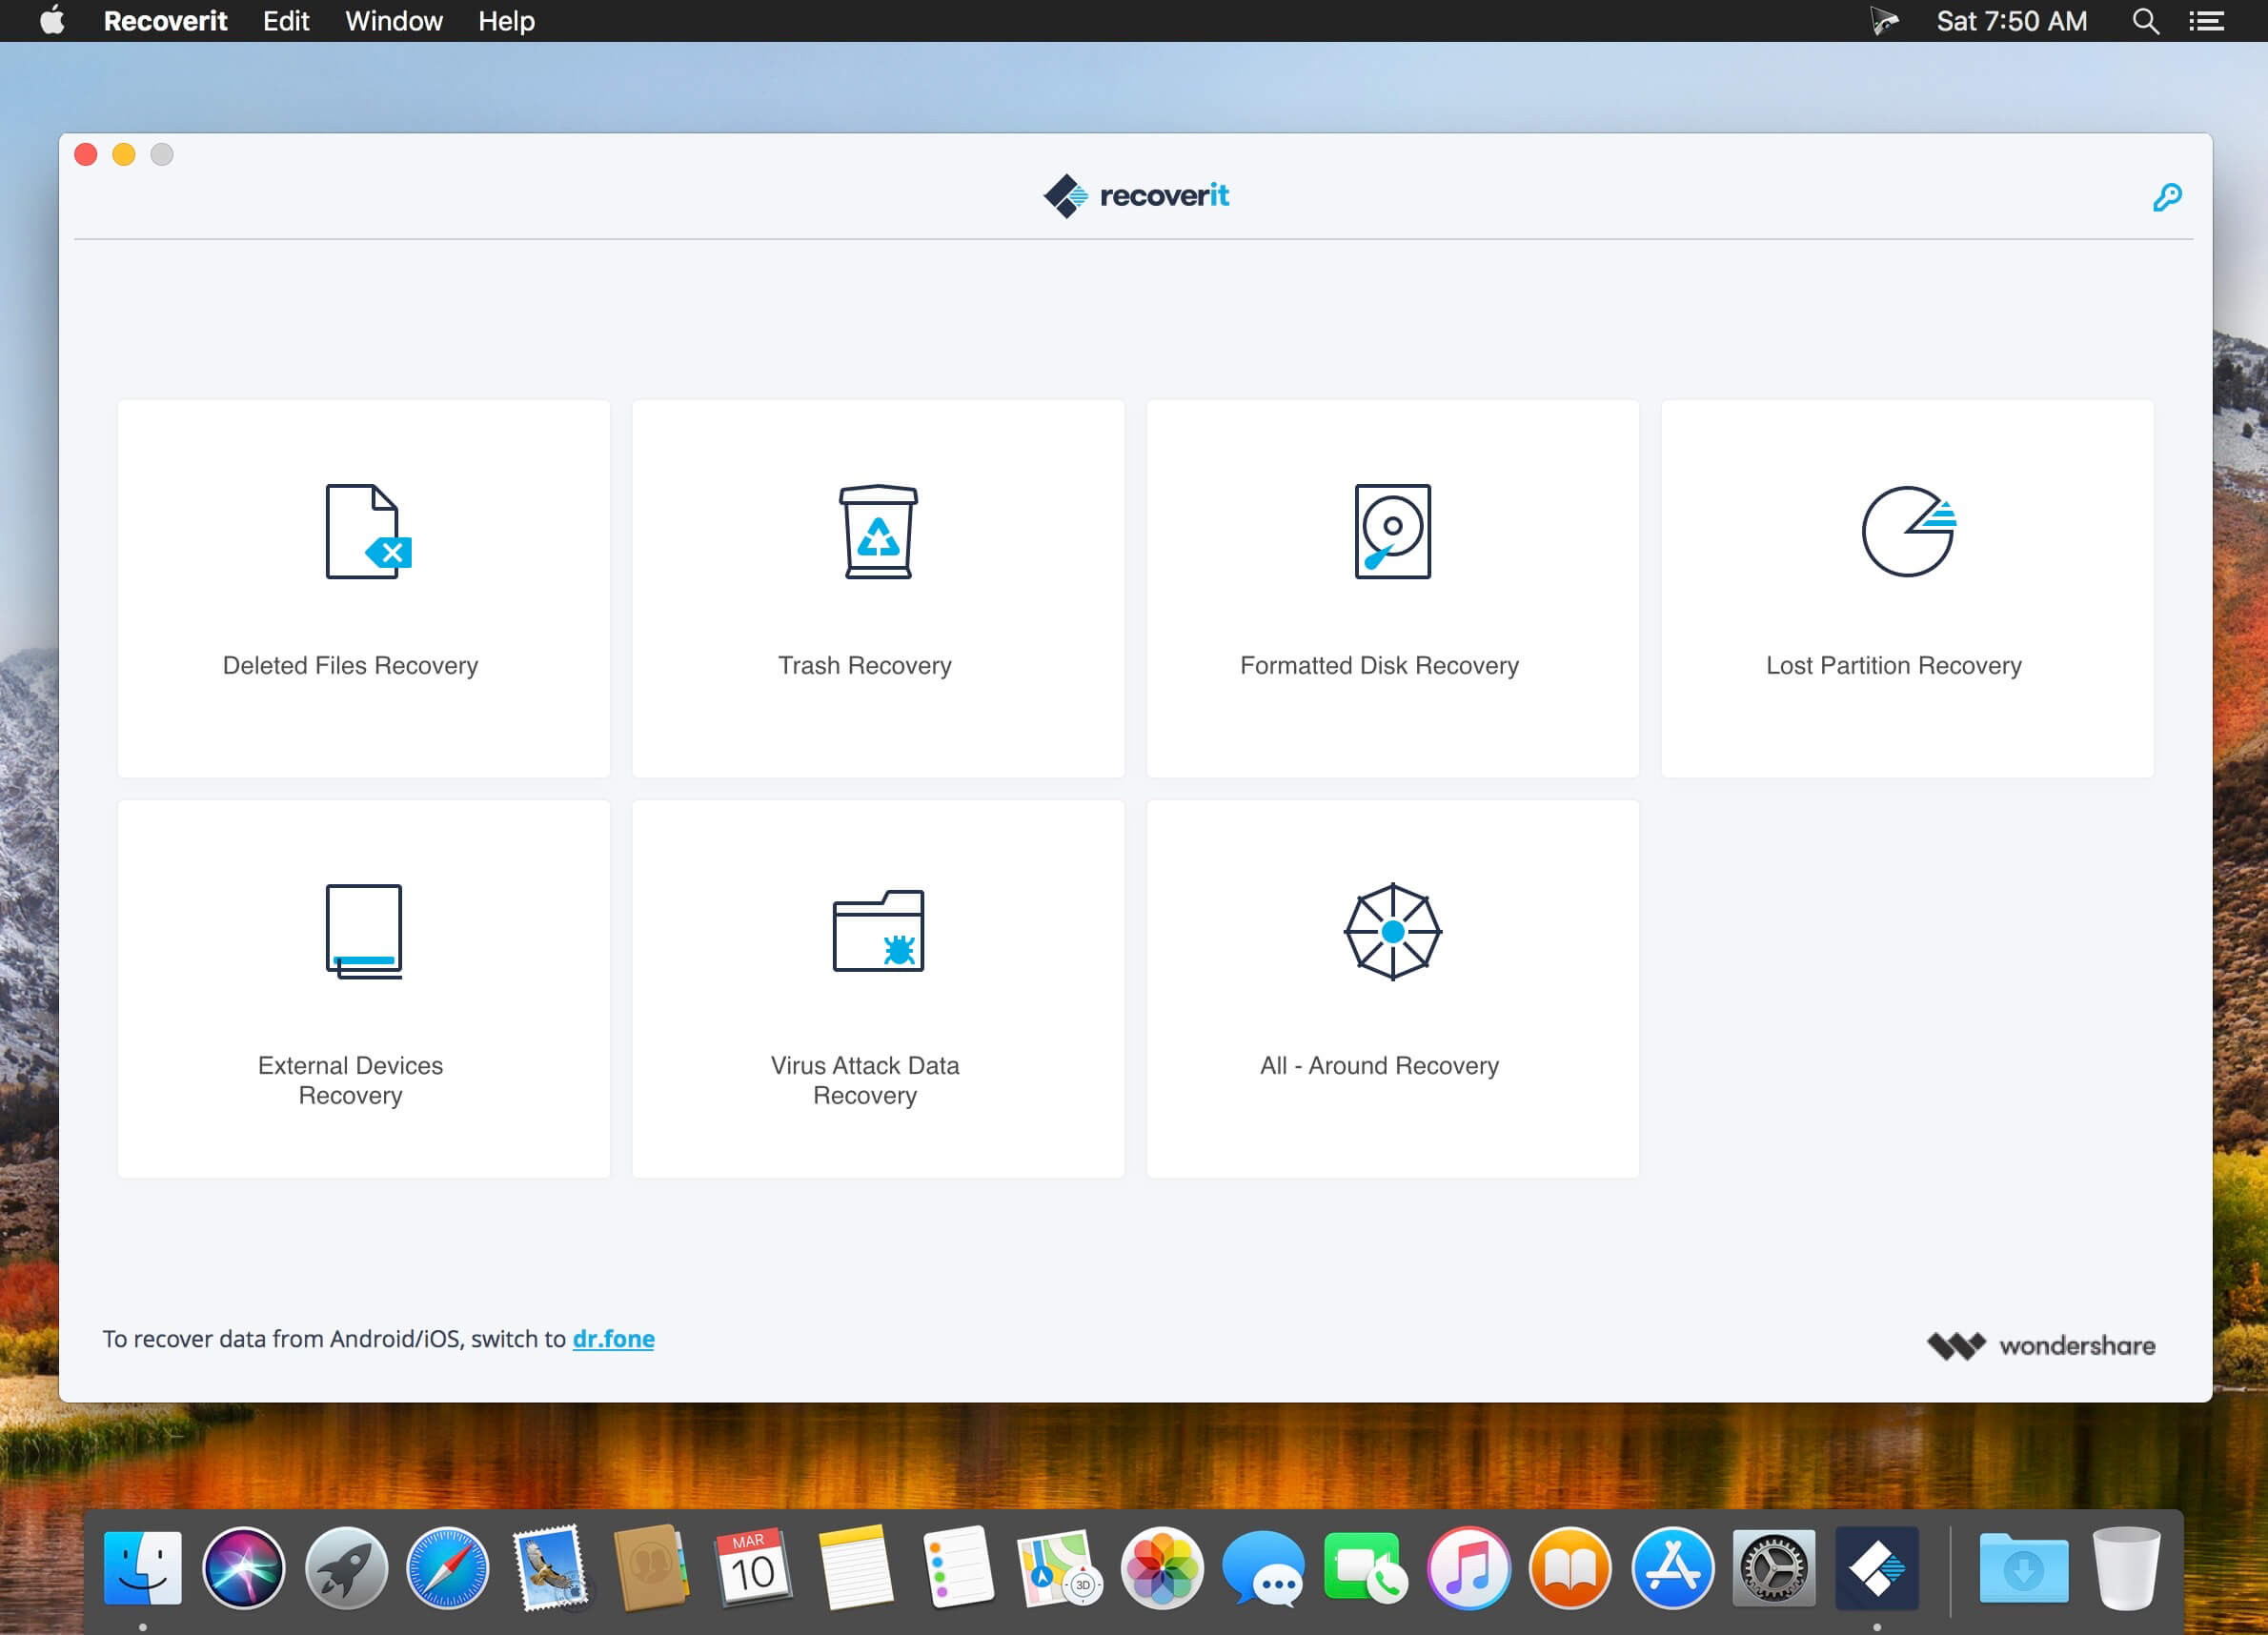 Recoverit Edit Window Help Sat 7:50 AM
recoverit
Deleted Files Recovery
Trash Recovery
Formatted Disk Recovery
Lost Partition Recovery
External Devices
Recovery
Virus Attack Data
Recovery
All - Around Recovery
To recover data from Android/iOS, switch to dr.fone
wondershare
MAR
10
3D